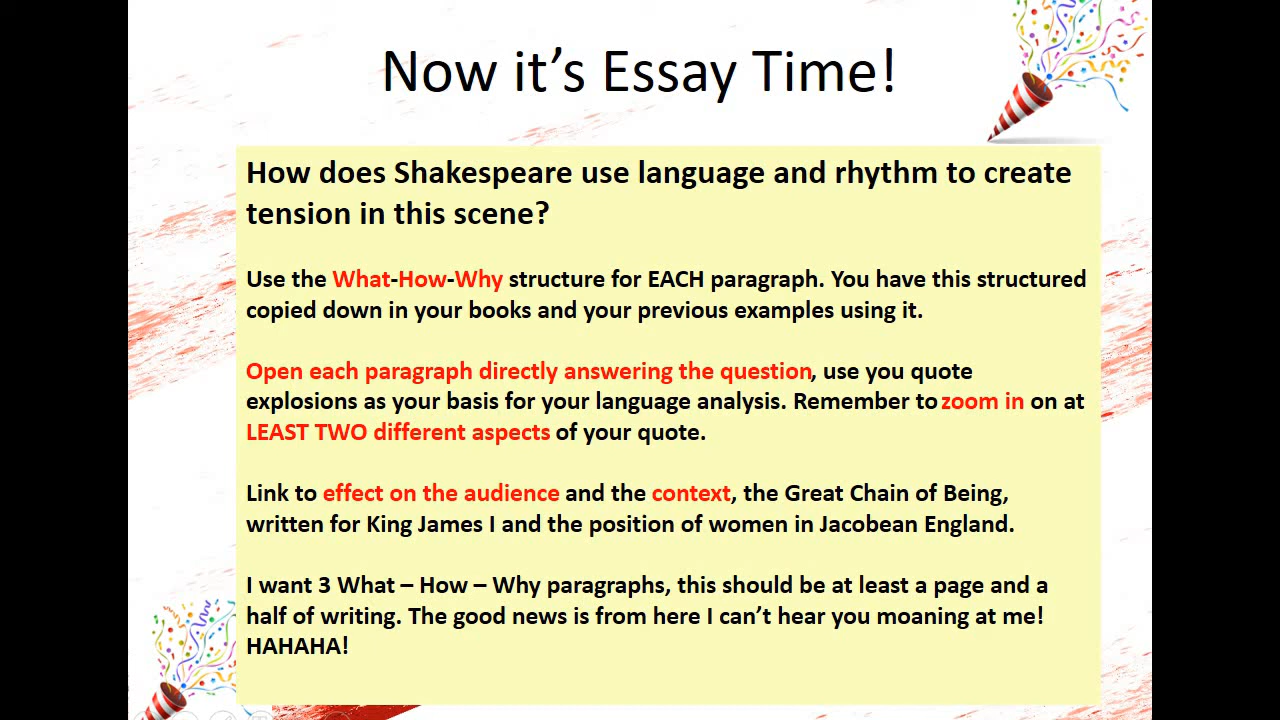 Now it’s Essay Time!
How does Shakespeare use language and rhythm to create
tension in this scene?
Use the What-How-Why structure for EACH paragraph. You have this structured
copied down in your books and your previous examples using it.
Open each paragraph directly answering the question, use you quote
explosions as your basis for your language analysis. Remember to zoom in on at
LEAST TWO different aspects of your quote.
Link to effect on the audience and the context, the Great Chain of Being,
written for King James I and the position of women in Jacobean England.
I want 3 What – How – Why paragraphs, this should be at least a page and a
half of writing. The good news is from here I can’t hear you moaning at me!
HAHAHA!